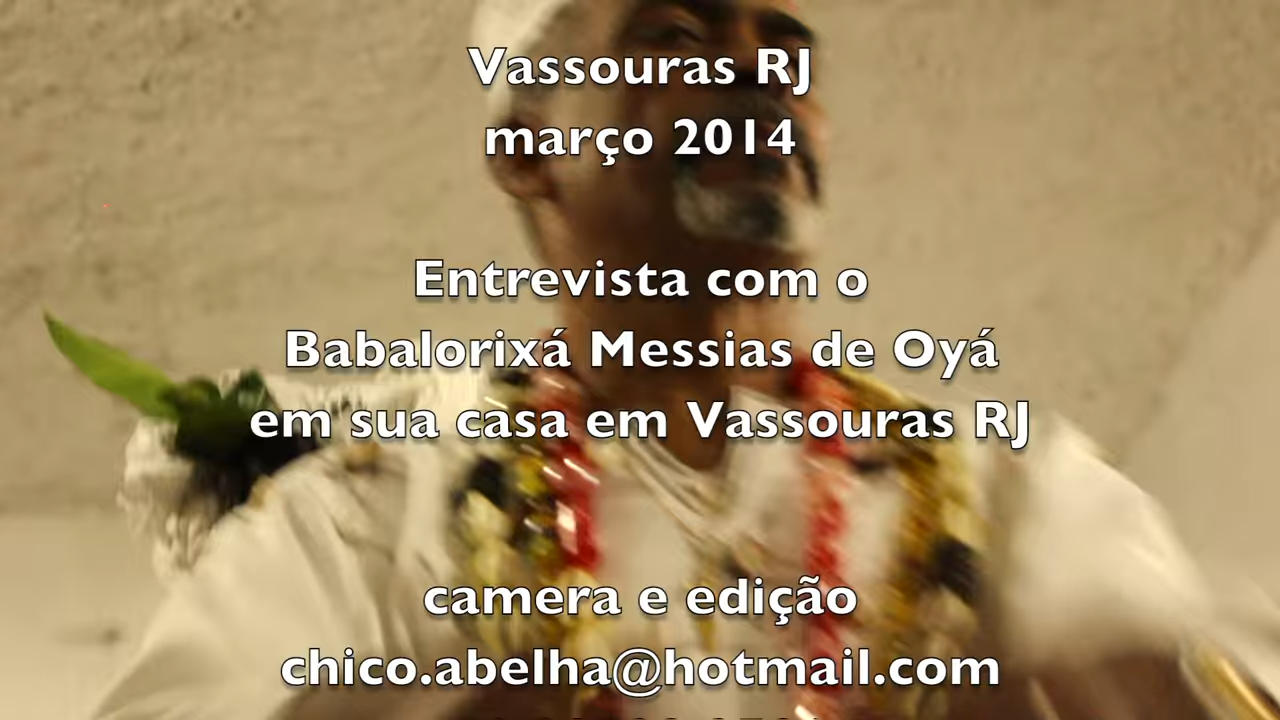 Vassouras RJ
março 2014
Entrevista com o
Babalorixá Messias de Oyá
em sua casa em Vassouras RJ
camera e edição
chico.abelha@hotmail.com